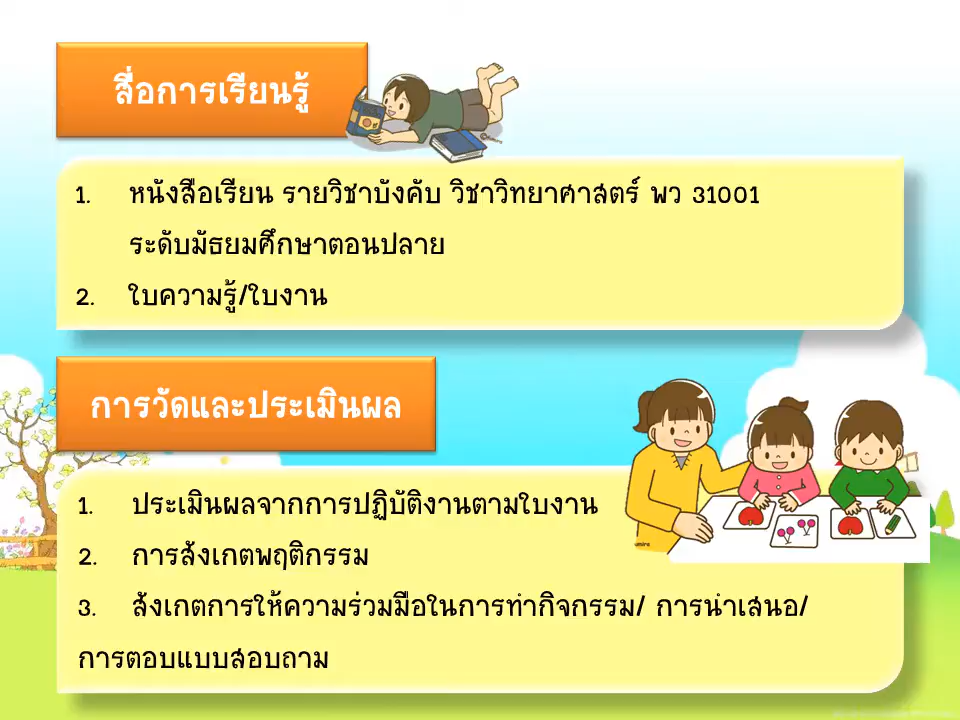 สื่อการเรียนรู้
1. หนังสือเรียน รายวิชาบังคับ วิชาวิทยาศาสตร์ พว 31001
ระดับมัธยมศึกษาตอนปลาย
2. ใบความรู้/ใบงาน
การวัดและประเมินผล
1. ประเมินผลจากการปฏิบัติงานตามใบงาน
2. การสังเกตพฤติกรรม
3. สังเกตการให้ความร่วมมือในการทำกิจกรรม/ การนำเสนอ/
การตอบแบบสอบถาม